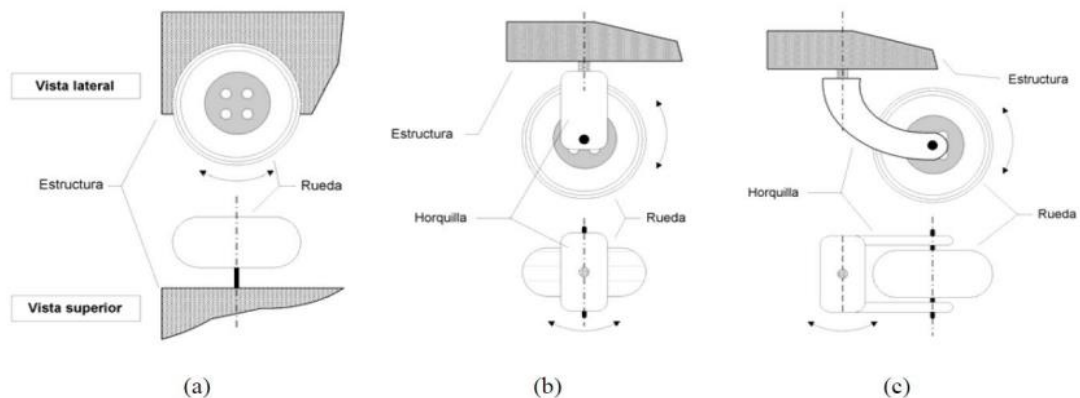 Vista lateral
Estructura
Rueda
Vista superior
(a)
Estructura
Horquilla
Rueda
(b)
Estructura
Horquilla
Rueda
(c)